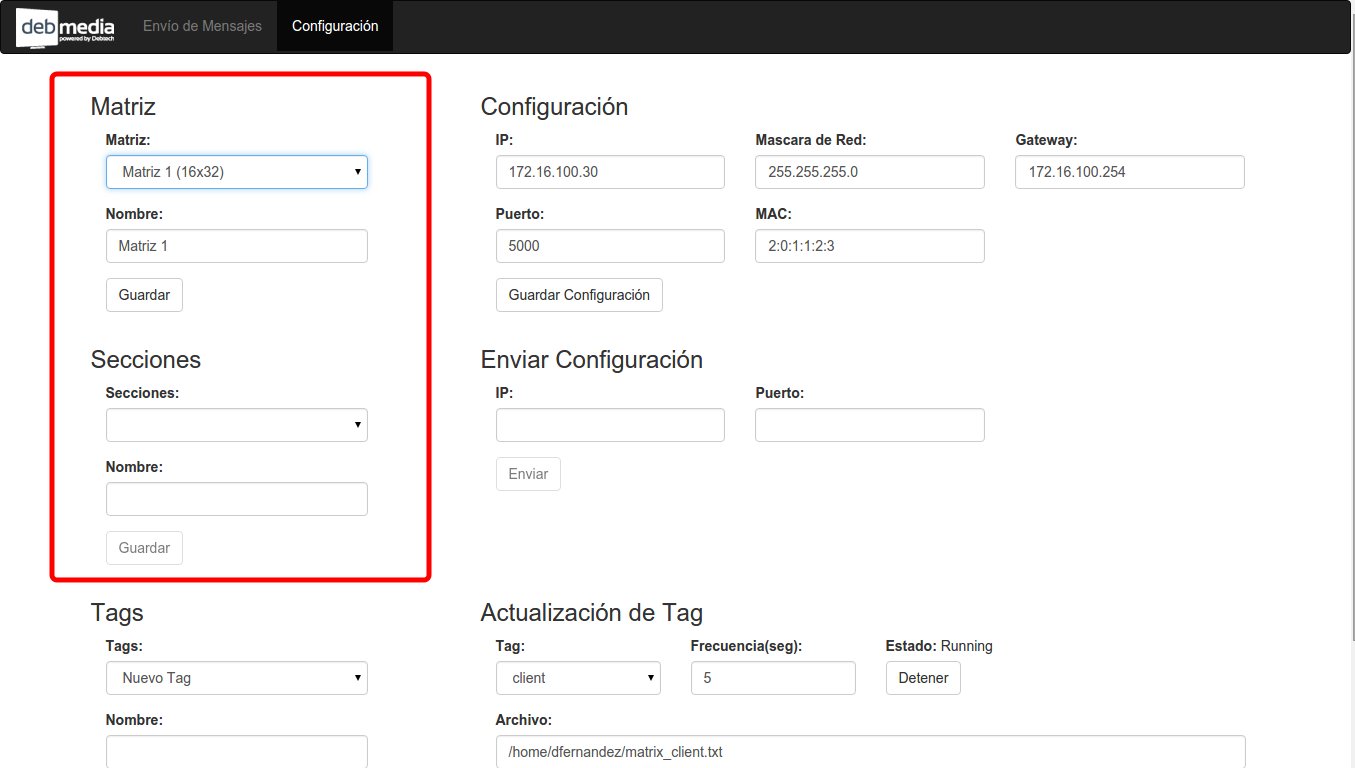 debmedia
powered by Debtech
Envío de Mensajes
Configuración
Matriz
Matriz:
Matriz 1 (16x32)
Nombre:
Matriz 1
Guardar
Secciones
Secciones:
Nombre:
Guardar
Configuración
IP: Mascara de Red: Gateway:
172.16.100.30 255.255.255.0 172.16.100.254
Puerto: MAC:
5000 2:0:1:1:2:3
Guardar Configuración
Enviar Configuración
IP: Puerto:
Enviar
Tags
Tags:
Nuevo Tag
Nombre:
Actualización de Tag
Tag: Frecuencia(seg): Estado: Running
client 5 Detener
Archivo:
/home/dfernandez/matrix_client.txt